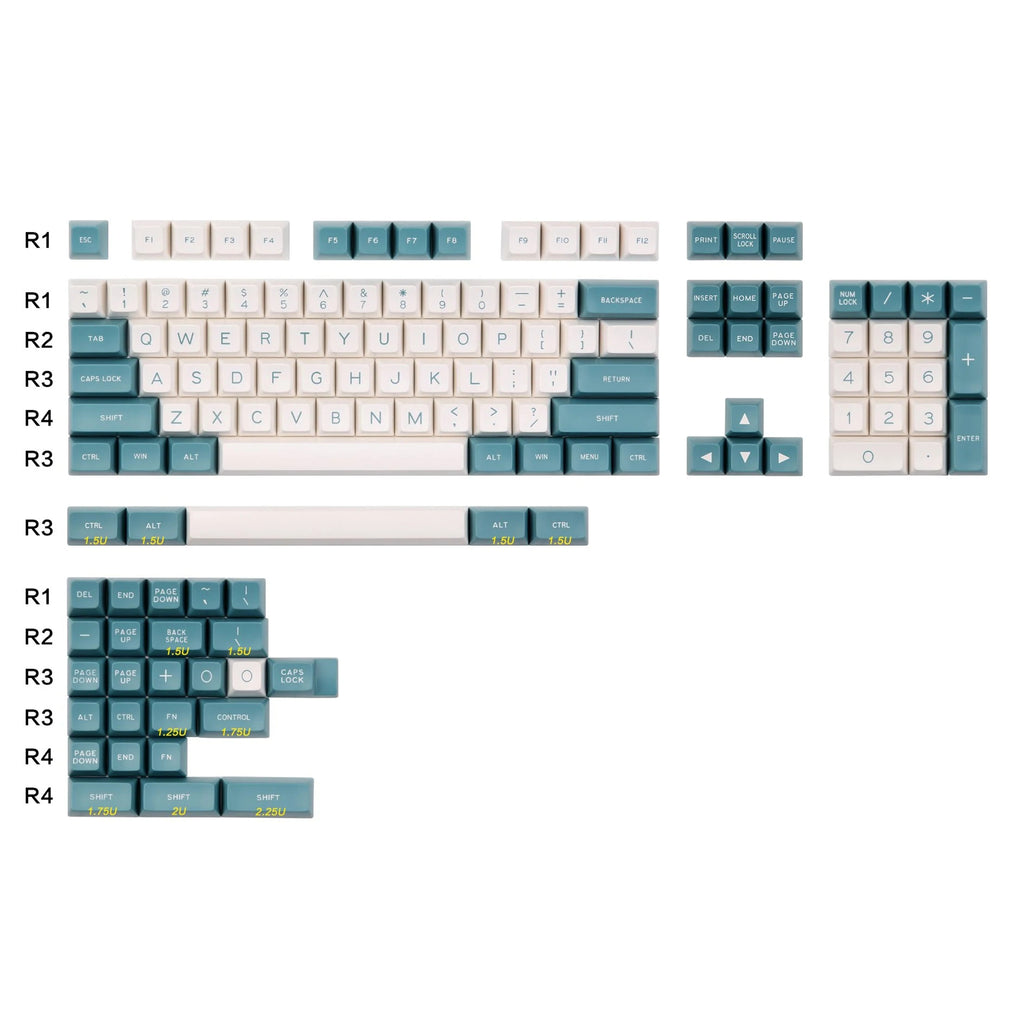 R1 ESC F1 F2 F3 F4 F5 F6 F7 F8 F9 F10 F11 F12 PRINT SCROLL LOCK PAUSE
R1 ~ ` ! 1 @ 2 # 3 $ 4 % 5 ^ 6 & 7 * 8 ( 9 ) 0 — - + = BACKSPACE INSERT HOME PAGE UP NUM LOCK / * −
R2 TAB Q W E R T Y U I O P { [ } ] | \ DEL END PAGE DOWN 7 8 9 +
R3 CAPS LOCK A S D F G H J K L : ; " ' RETURN 4 5 6
R4 SHIFT Z X C V B N M < , > . ? / SHIFT ▲ 1 2 3 ENTER
R3 CTRL WIN ALT ALT WIN MENU CTRL ◀ ▼ ▶ 0 .
R3 CTRL 1.5U ALT 1.5U ALT 1.5U CTRL 1.5U
R1 DEL END PAGE DOWN ~ ` | \
R2 − PAGE UP BACK SPACE 1.5U | \ 1.5U
R3 PAGE DOWN PAGE UP + O O CAPS LOCK
R3 ALT CTRL FN 1.25U CONTROL 1.75U
R4 PAGE DOWN END FN
R4 SHIFT 1.75U SHIFT 2U SHIFT 2.25U